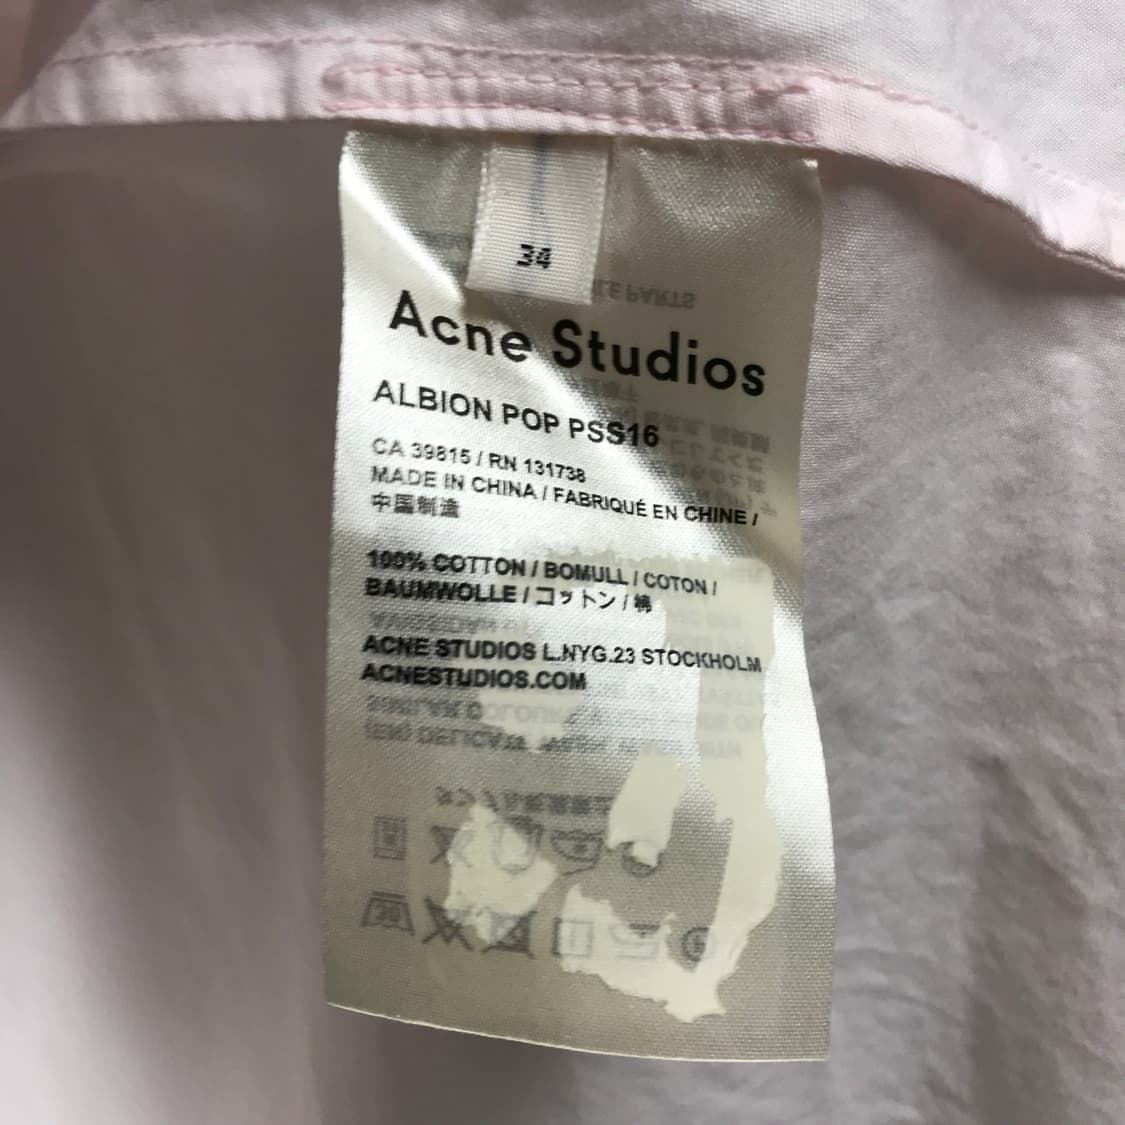 34
Acne Studios
ALBION POP PSS16
CA 39815 / RN 131738
MADE IN CHINA / FABRIQUÉ EN CHINE /
中国制造
100% COTTON / BOMULL / COTON /
BAUMWOLLE / コットン / 棉
ACNE STUDIOS L.NYG.23 STOCKHOLM
ACNESTUDIOS.COM